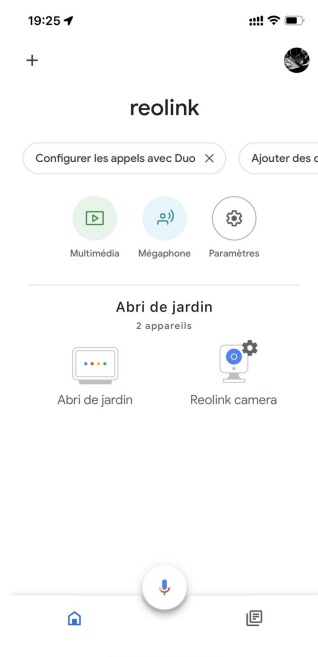 19:25
reolink
Configurer les appels avec Duo
Ajouter des
Multimédia
Mégaphone
Paramètres
Abri de jardin
2 appareils
Abri de jardin
Reolink camera